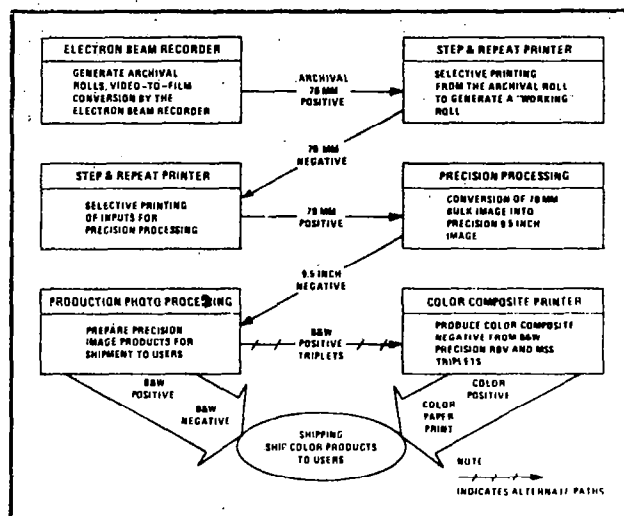 ELECTRON BEAM RECORDER
GENERATE ARCHIVAL
ROLLS, VIDEO-TO-FILM
CONVERSION BY THE
ELECTRON BEAM RECORDER
ARCHIVAL
70 MM
POSITIVE
STEP & REPEAT PRINTER
SELECTIVE PRINTING
FROM THE ARCHIVAL ROLL
TO GENERATE A "WORKING"
ROLL
70 MM
NEGATIVE
STEP & REPEAT PRINTER
SELECTIVE PRINTING
OF INPUTS FOR
PRECISION PROCESSING
70 MM
POSITIVE
PRECISION PROCESSING
CONVERSION OF 70 MM
BULK IMAGE INTO
PRECISION 9.5 INCH
IMAGE
9.5 INCH
NEGATIVE
PRODUCTION PHOTO PROCESSING
PREPARE PRECISION
IMAGE PRODUCTS FOR
SHIPMENT TO USERS
B&W
POSITIVE
TRIPLETS
COLOR COMPOSITE PRINTER
PRODUCE COLOR COMPOSITE
NEGATIVE FROM B&W
PRECISION RBV AND MSS
TRIPLETS
B&W
POSITIVE
B&W
NEGATIVE
COLOR
PAPER
PRINT
COLOR
POSITIVE
SHIPPING
SHIP COLOR PRODUCTS
TO USERS
NOTE
INDICATES ALTERNATE PATHS